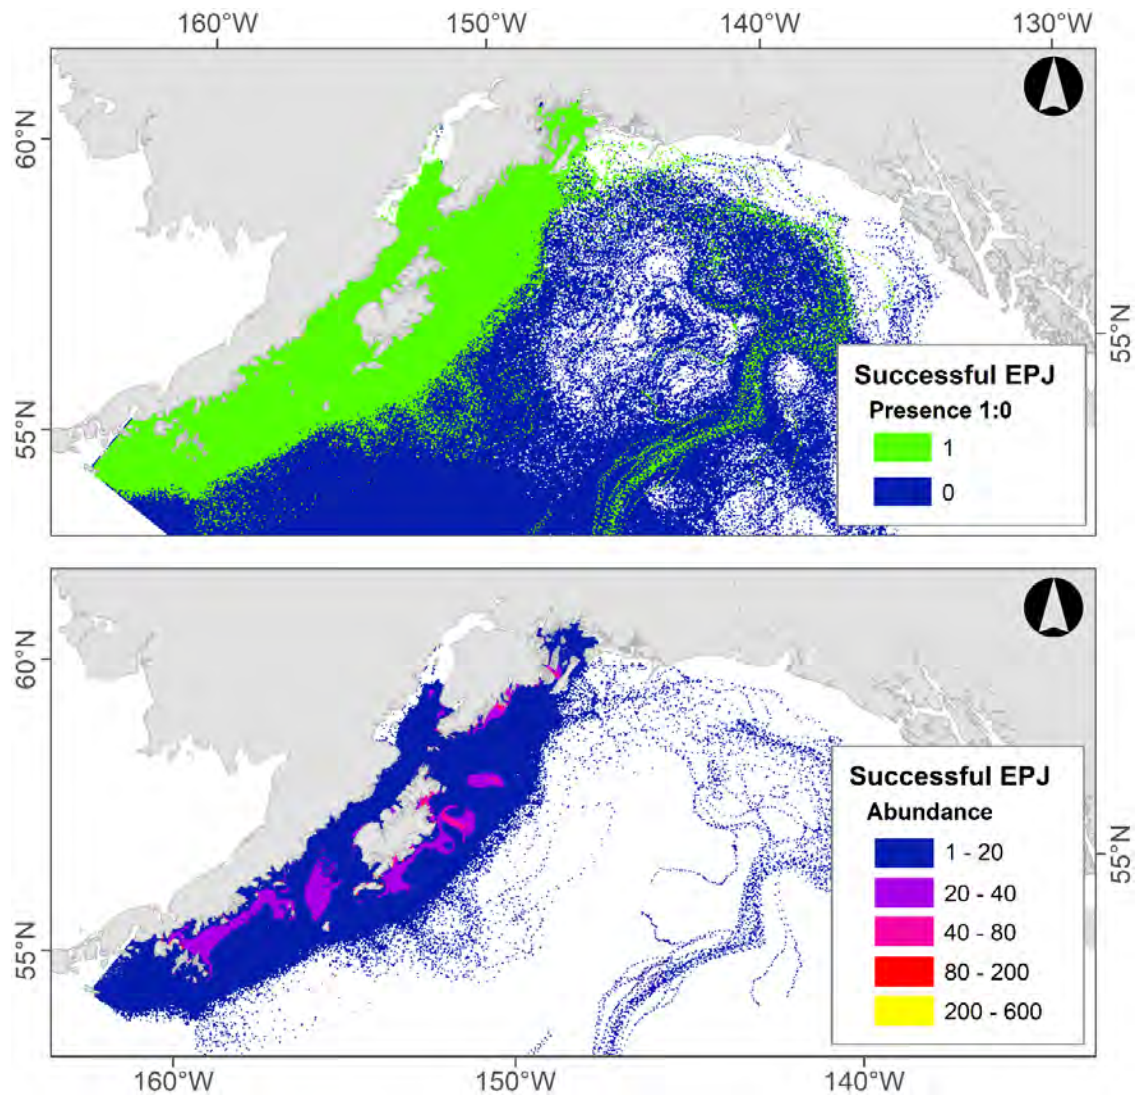 160°W 150°W 140°W 130°W
60°N
55°N
55°N
Successful EPJ
Presence 1:0
1
0
60°N
55°N
55°N
Successful EPJ
Abundance
1 - 20
20 - 40
40 - 80
80 - 200
200 - 600
160°W 150°W 140°W